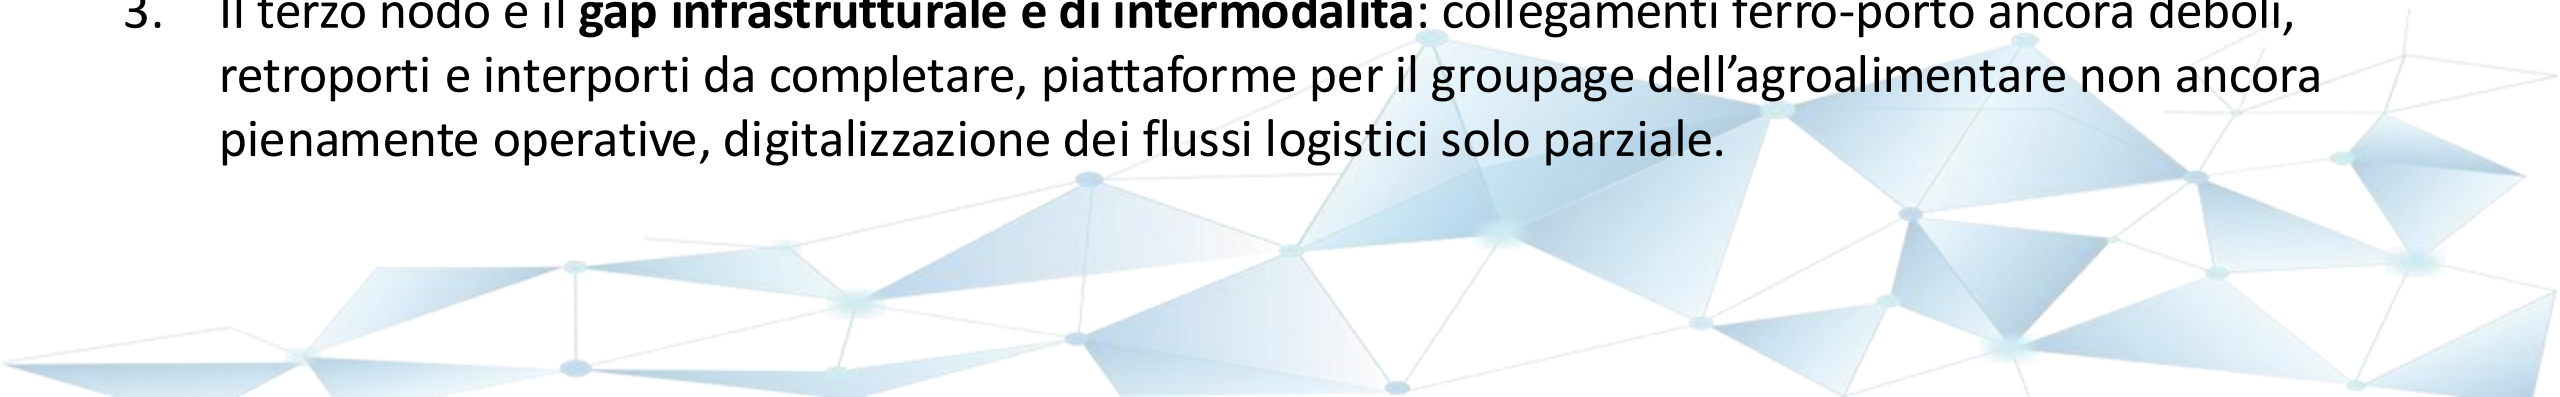 3. Il terzo nodo è il gap infrastrutturale e di intermodalità: collegamenti ferro-porto ancora deboli,
retroporti e interporti da completare, piattaforme per il groupage dell’agroalimentare non ancora
pienamente operative, digitalizzazione dei flussi logistici solo parziale.